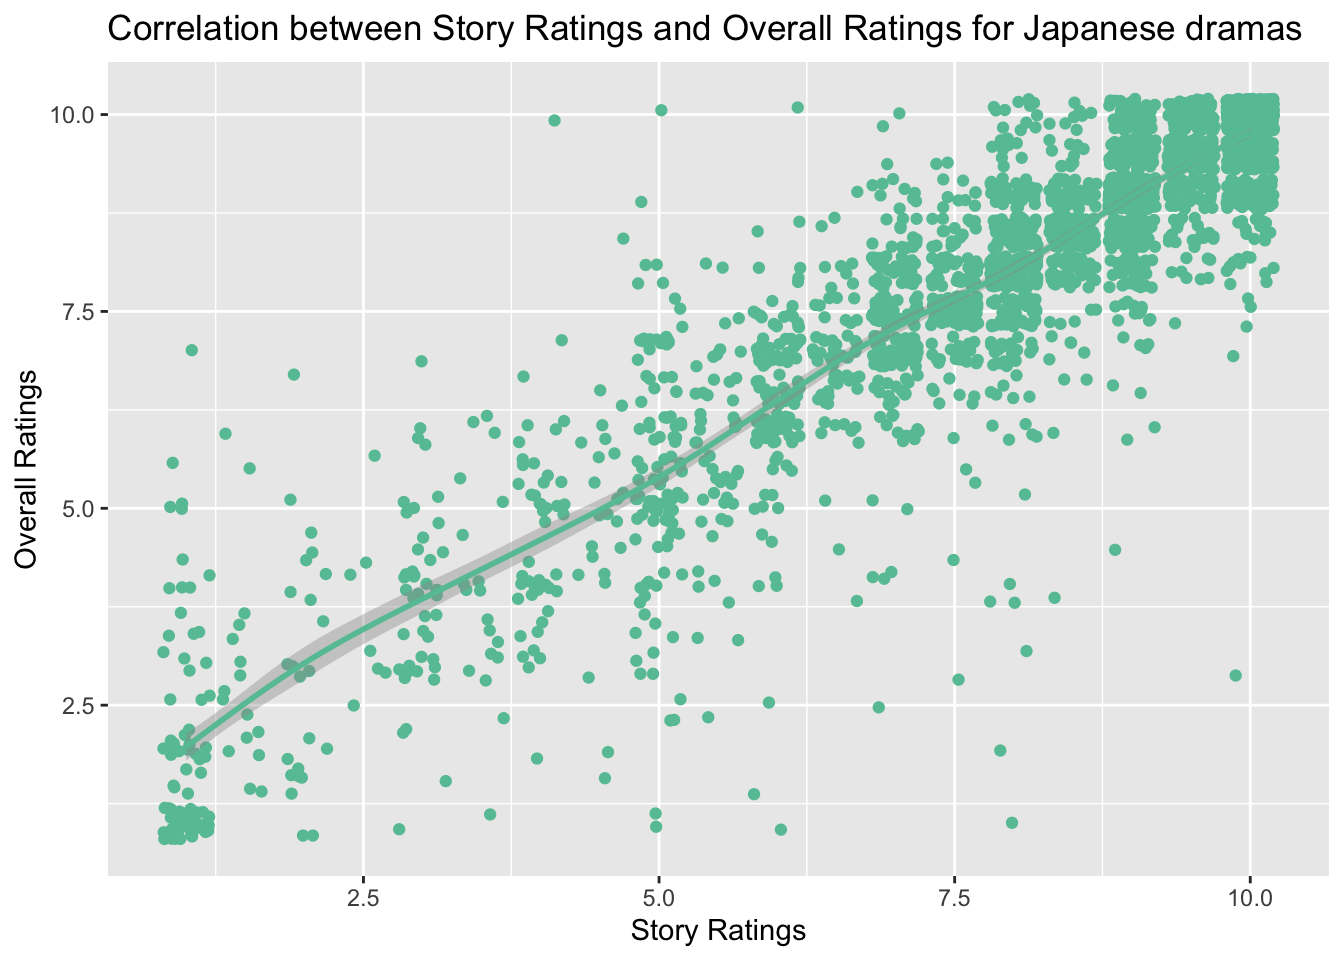 Correlation between Story Ratings and Overall Ratings for Japanese dramas
10.0
7.5
5.0
2.5
Overall Ratings
2.5 5.0 7.5 10.0
Story Ratings